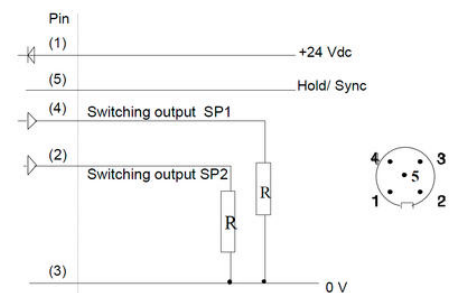 Pin
(1)
+24 Vdc
(5)
Hold/ Sync
(4)
Switching output SP1
(2)
Switching output SP2
R
R
(3)
0 V
4 3
5
1 2